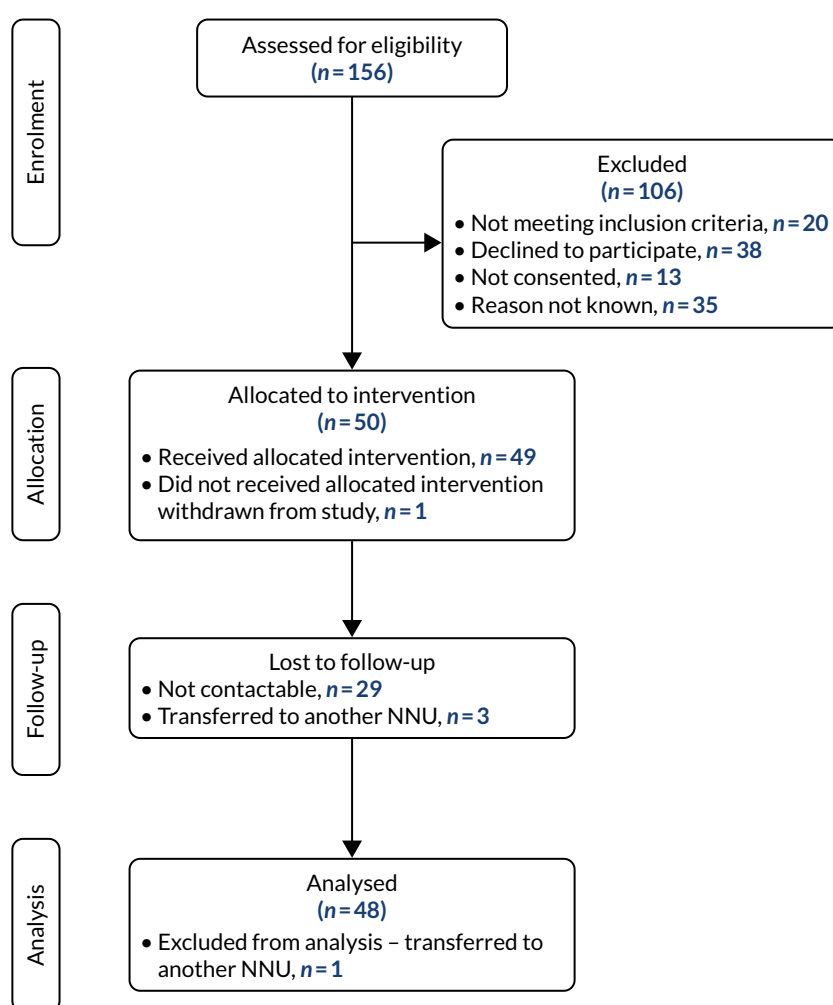 Enrolment
Assessed for eligibility
(n=156)
Excluded
(n=106)
• Not meeting inclusion criteria, n=20
• Declined to participate, n=38
• Not consented, n=13
• Reason not known, n=35
Allocation
Allocated to intervention
(n=50)
• Received allocated intervention, n=49
• Did not received allocated intervention
withdrawn from study, n=1
Follow-up
Lost to follow-up
• Not contactable, n=29
• Transferred to another NNU, n=3
Analysis
Analysed
(n=48)
• Excluded from analysis – transferred to
another NNU, n=1